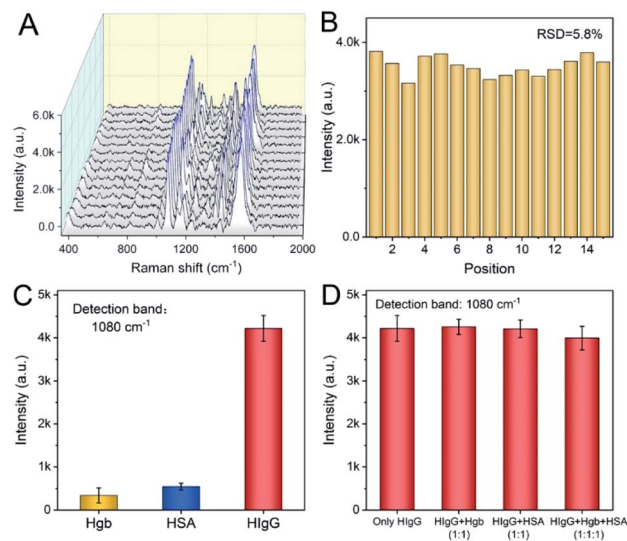 A
6.0k
4.0k
2.0k
0.0
Intensity (a.u.)
400
800
1200
1600
2000
Raman shift (cm⁻¹)
B
RSD=5.8%
4.0k
2.0k
0.0
Intensity (a.u.)
2
4
6
8
10
12
14
Position
C
Detection band：
1080 cm⁻¹
5k
4k
3k
2k
1k
0
Intensity (a.u.)
Hgb
HSA
HIgG
D
Detection band: 1080 cm⁻¹
5k
4k
3k
2k
1k
0
Intensity (a.u.)
Only HIgG
HIgG+Hgb
(1:1)
HIgG+HSA
(1:1)
HIgG+Hgb+HSA
(1:1:1)